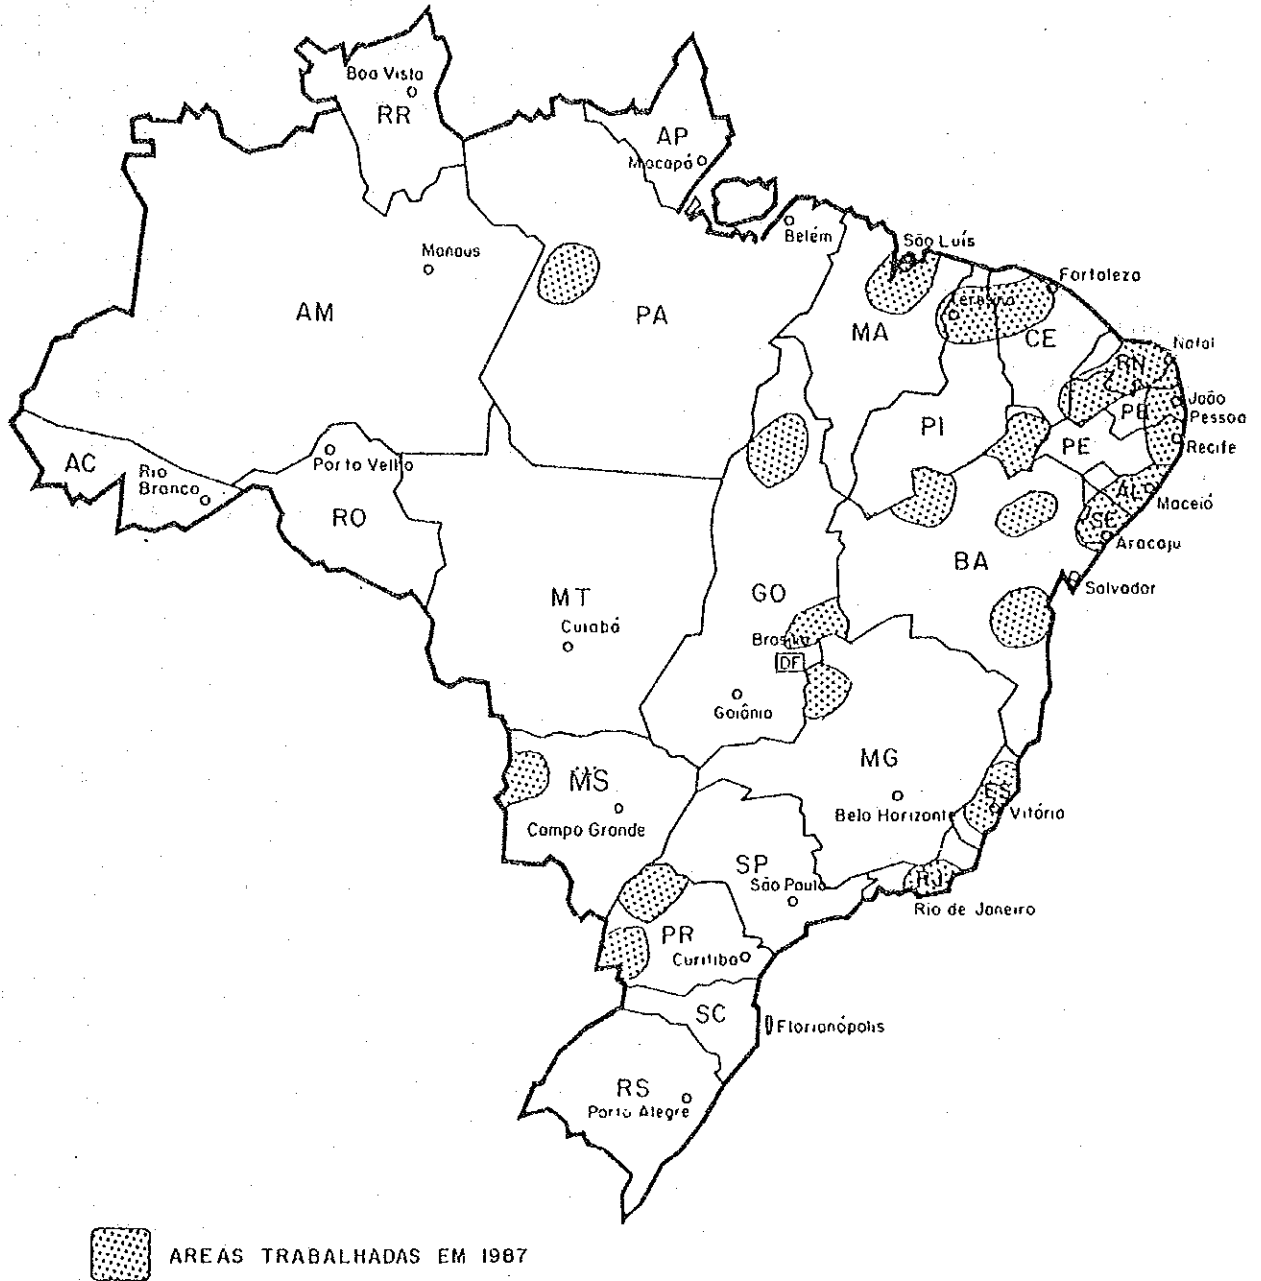 Boa Vista
RR
AP
Macapá
Belém
São Luís
Manaus
Fortaleza
Teresina
AM
PA
MA
CE
Natal
RN
João
Pessoa
PB
PI
PE
Recife
AC
Rio
Branco
Porto Velho
AL
Maceió
RO
SE
Aracaju
BA
Salvador
MT
Cuiabá
GO
Brasília
DF
Goiânia
MG
MS
ES
Belo Horizonte
Vitória
Campo Grande
SP
São Paulo
RJ
Rio de Janeiro
PR
Curitiba
SC
Florianópolis
RS
Porto Alegre
AREAS TRABALHADAS EM 1987